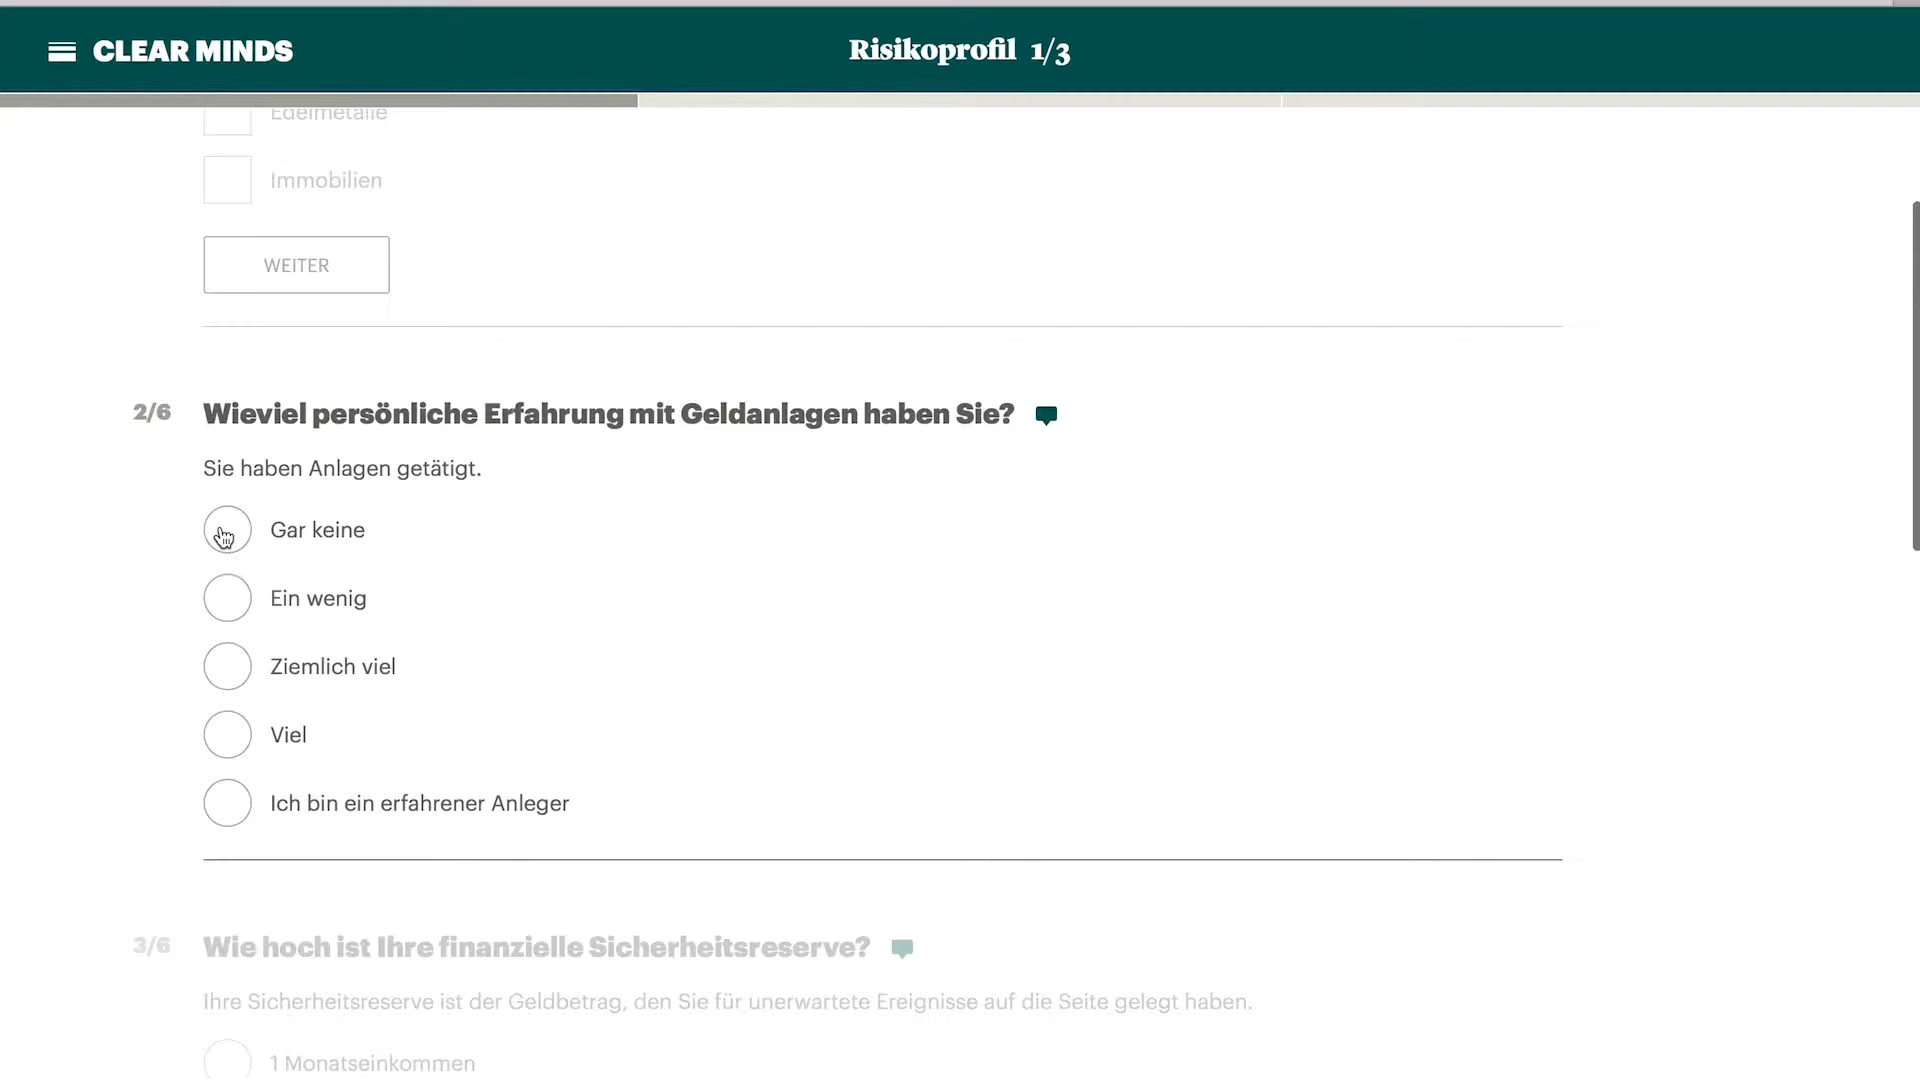 CLEAR MINDS
Risikoprofil 1/3
Edelmetalle
Immobilien
WEITER
2/6 Wieviel persönliche Erfahrung mit Geldanlagen haben Sie?
Sie haben Anlagen getätigt.
Gar keine
Ein wenig
Ziemlich viel
Viel
Ich bin ein erfahrener Anleger
3/6 Wie hoch ist Ihre finanzielle Sicherheitsreserve?
Ihre Sicherheitsreserve ist der Geldbetrag, den Sie für unerwartete Ereignisse auf die Seite gelegt haben.
1 Monatseinkommen